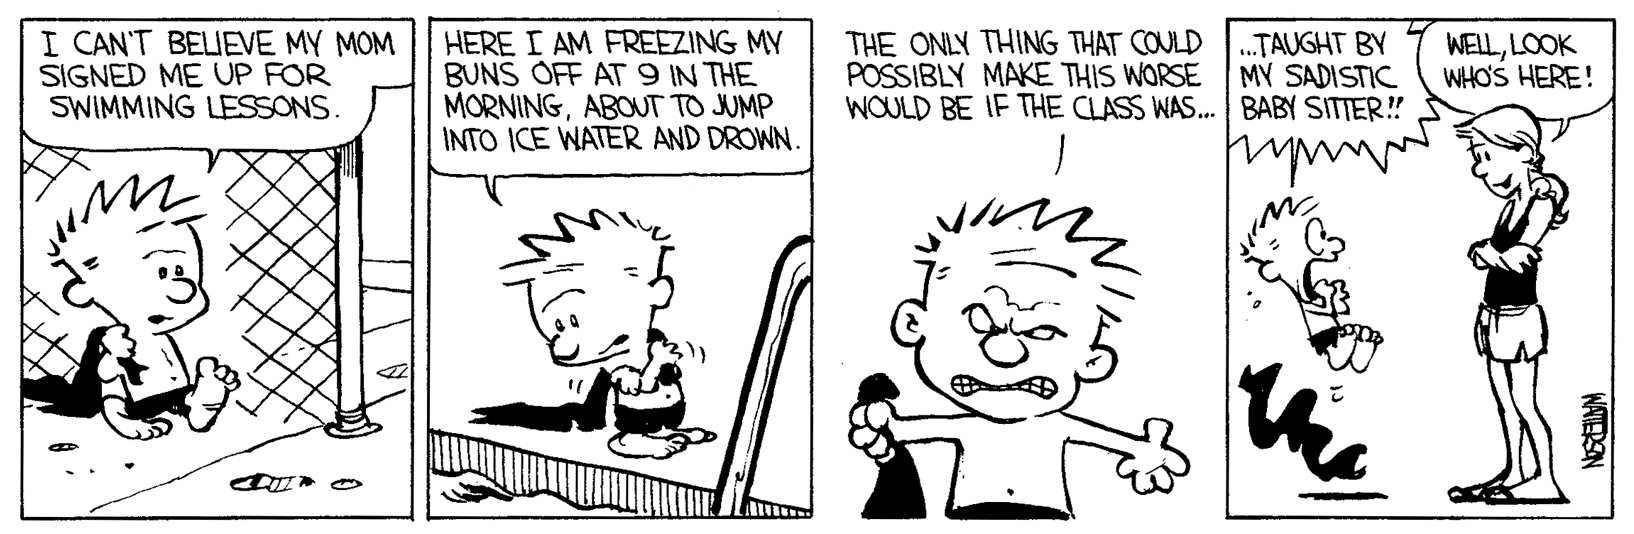 I CAN'T BELIEVE MY MOM
SIGNED ME UP FOR
SWIMMING LESSONS.
HERE I AM FREEZING MY
BUNS OFF AT 9 IN THE
MORNING, ABOUT TO JUMP
INTO ICE WATER AND DROWN.
THE ONLY THING THAT COULD
POSSIBLY MAKE THIS WORSE
WOULD BE IF THE CLASS WAS...
...TAUGHT BY
MY SADISTIC
BABY SITTER!!
WELL, LOOK
WHO'S HERE!
WATTERSON